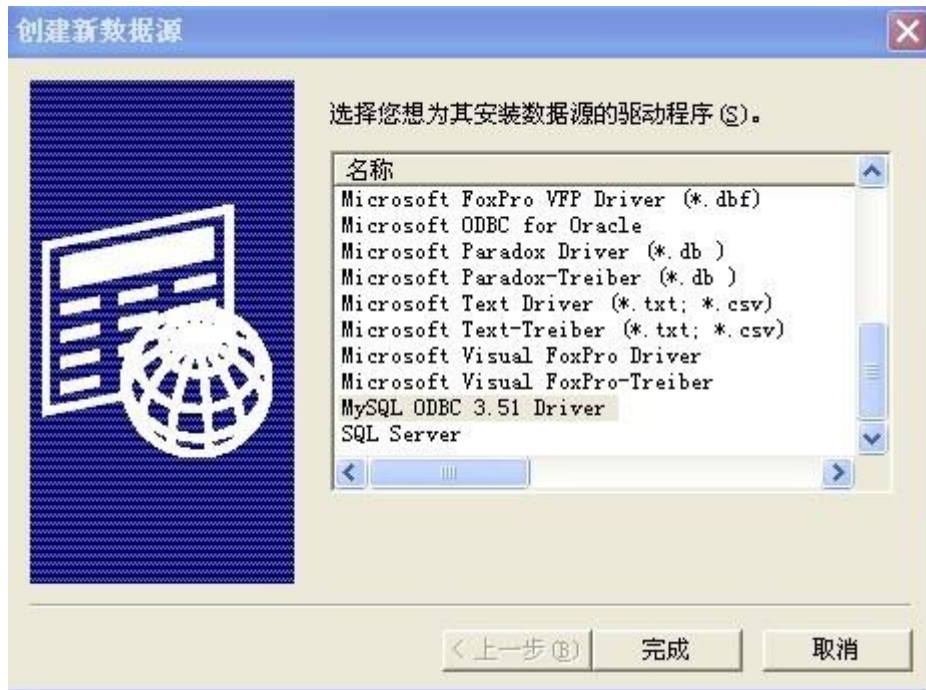 创建新数据源
选择您想为其安装数据源的驱动程序(S)。
名称
Microsoft FoxPro VFP Driver (*.dbf)
Microsoft ODBC for Oracle
Microsoft Paradox Driver (*.db )
Microsoft Paradox-Treiber (*.db )
Microsoft Text Driver (*.txt; *.csv)
Microsoft Text-Treiber (*.txt; *.csv)
Microsoft Visual FoxPro Driver
Microsoft Visual FoxPro-Treiber
MySQL ODBC 3.51 Driver
SQL Server
<上一步(B) 完成 取消